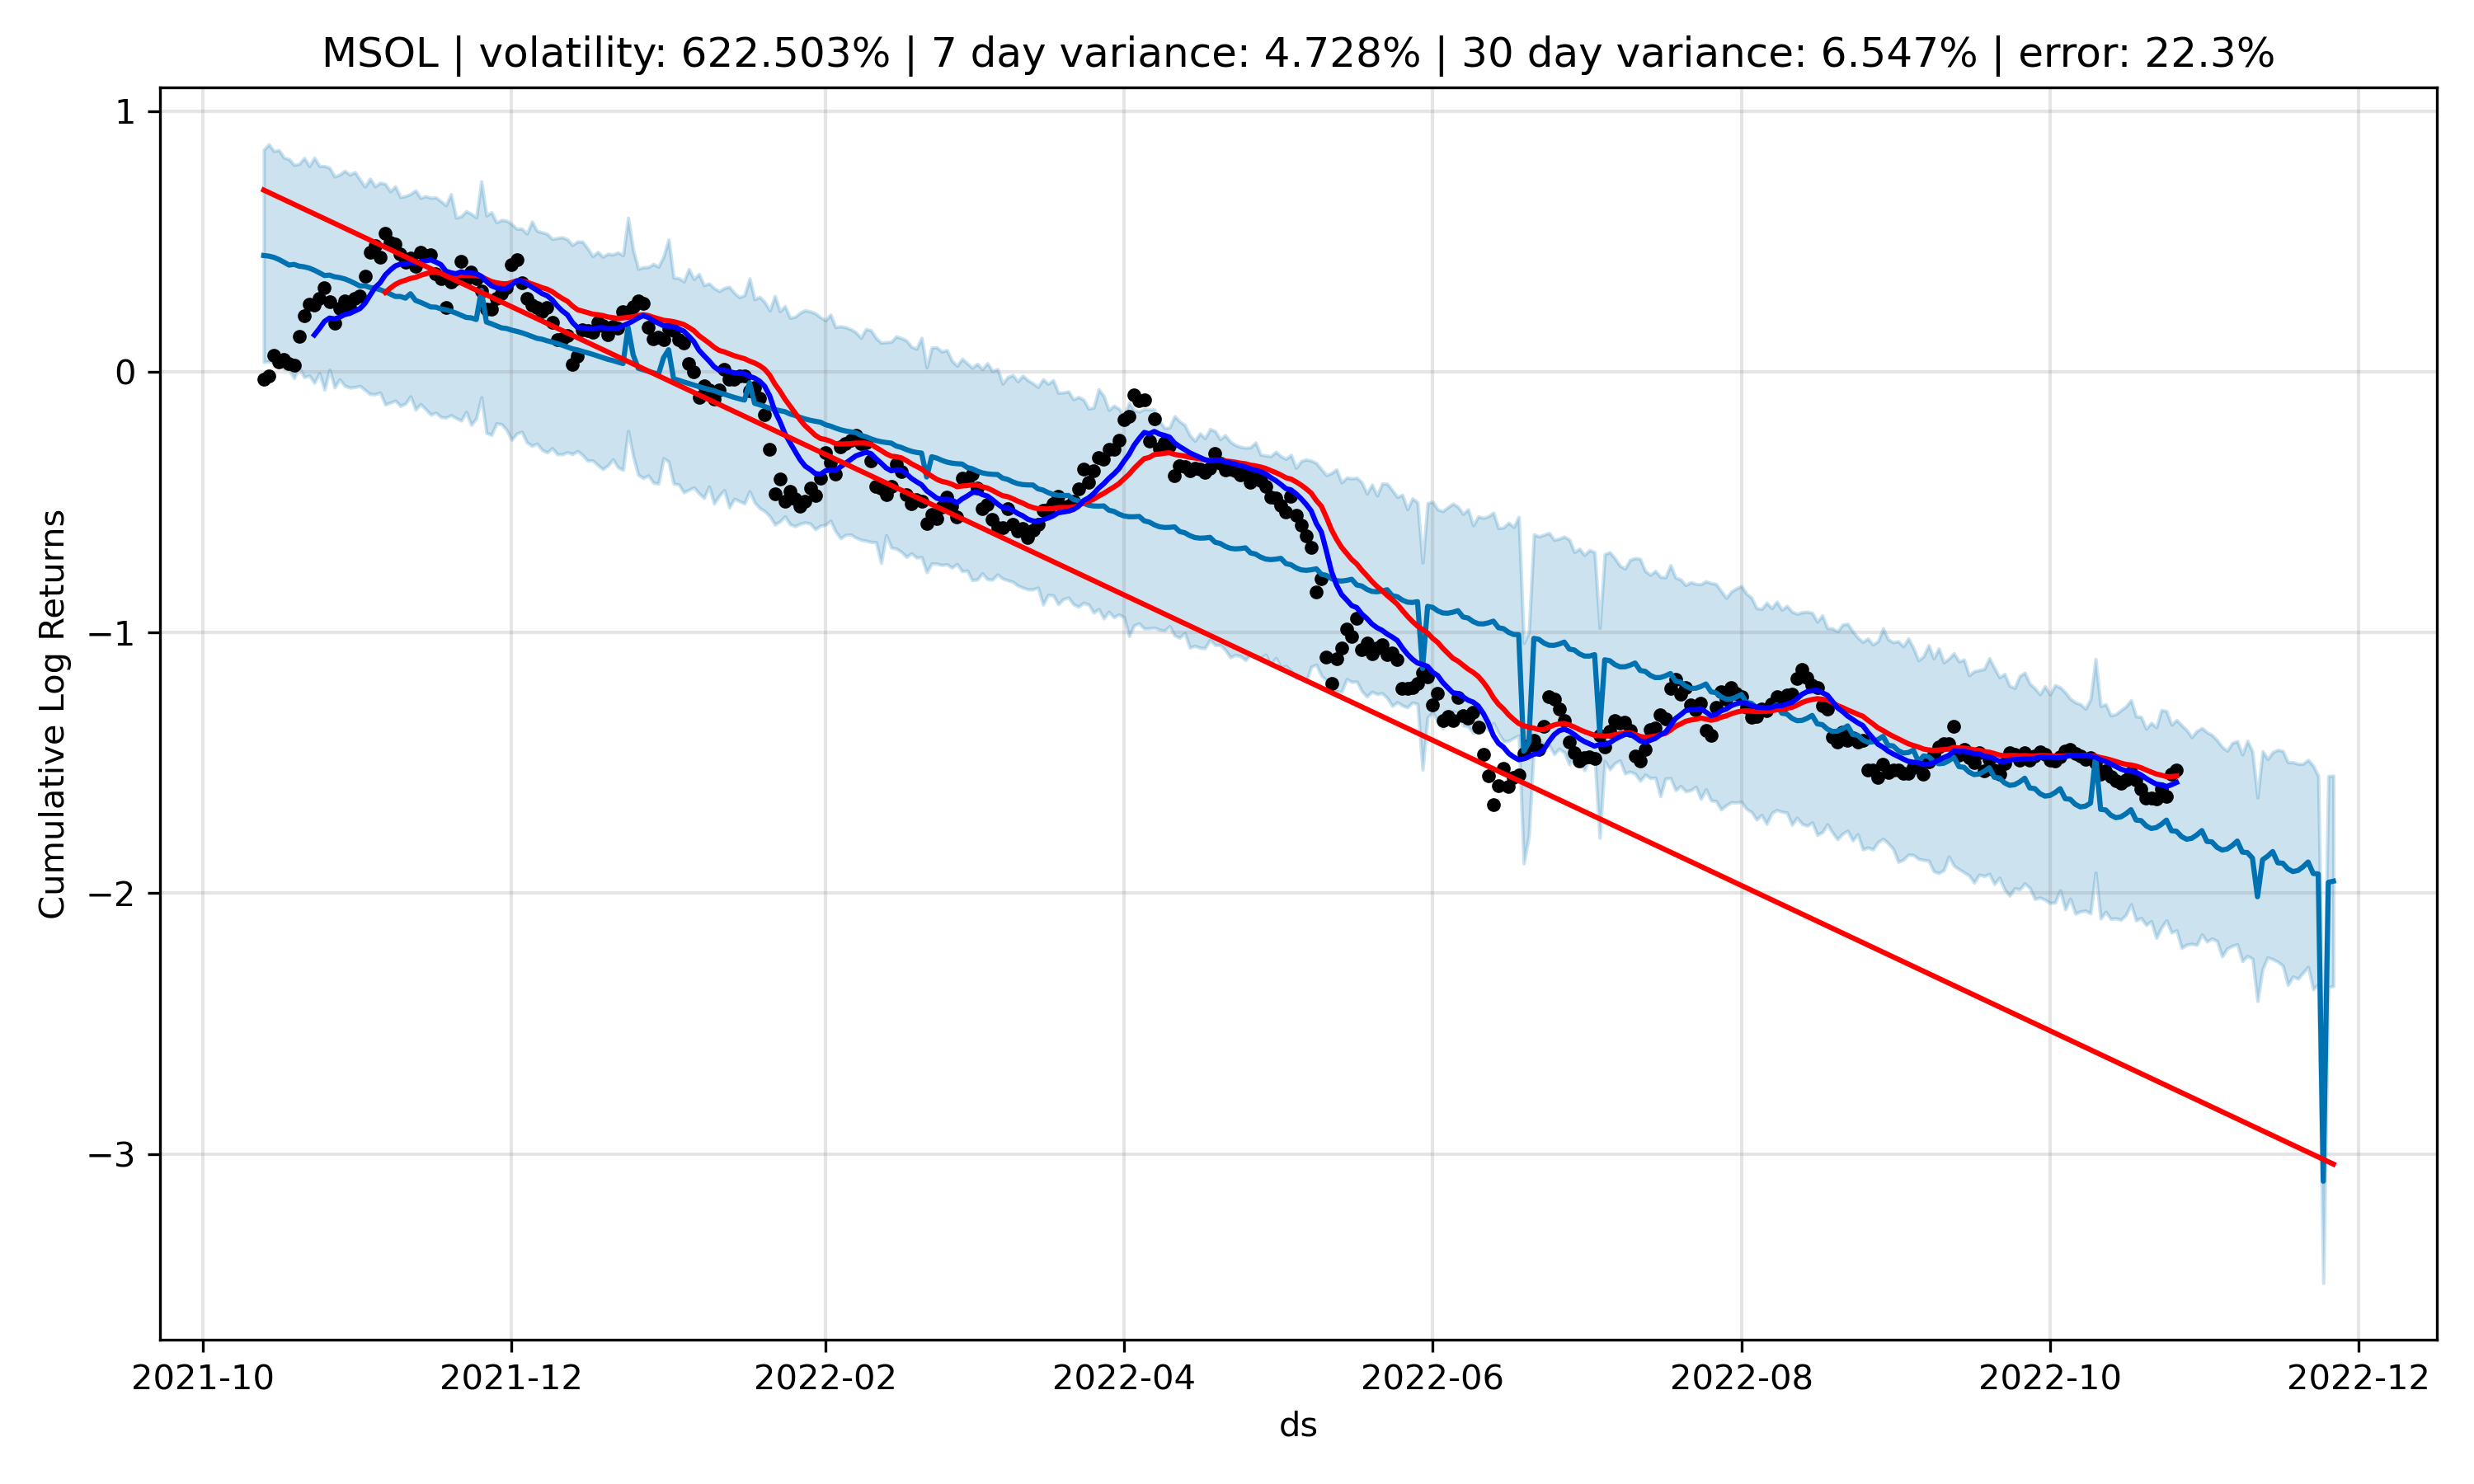 MSOL | volatility: 622.503% | 7 day variance: 4.728% | 30 day variance: 6.547% | error: 22.3%
1
0
−1
−2
−3
Cumulative Log Returns
2021-10 2021-12 2022-02 2022-04 2022-06 2022-08 2022-10 2022-12
ds